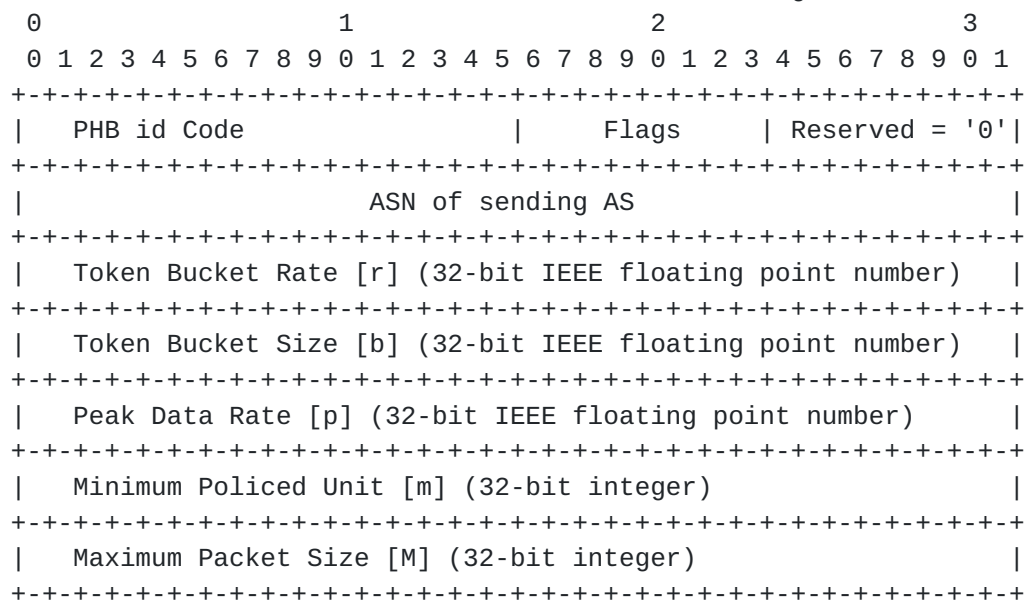 0                   1                   2                   3
 0 1 2 3 4 5 6 7 8 9 0 1 2 3 4 5 6 7 8 9 0 1 2 3 4 5 6 7 8 9 0 1
+-+-+-+-+-+-+-+-+-+-+-+-+-+-+-+-+-+-+-+-+-+-+-+-+-+-+-+-+-+-+-+-+
|   PHB id Code                 |     Flags     | Reserved = '0'|
+-+-+-+-+-+-+-+-+-+-+-+-+-+-+-+-+-+-+-+-+-+-+-+-+-+-+-+-+-+-+-+-+
|                      ASN of sending AS                        |
+-+-+-+-+-+-+-+-+-+-+-+-+-+-+-+-+-+-+-+-+-+-+-+-+-+-+-+-+-+-+-+-+
|   Token Bucket Rate [r] (32-bit IEEE floating point number)   |
+-+-+-+-+-+-+-+-+-+-+-+-+-+-+-+-+-+-+-+-+-+-+-+-+-+-+-+-+-+-+-+-+
|   Token Bucket Size [b] (32-bit IEEE floating point number)   |
+-+-+-+-+-+-+-+-+-+-+-+-+-+-+-+-+-+-+-+-+-+-+-+-+-+-+-+-+-+-+-+-+
|   Peak Data Rate [p] (32-bit IEEE floating point number)      |
+-+-+-+-+-+-+-+-+-+-+-+-+-+-+-+-+-+-+-+-+-+-+-+-+-+-+-+-+-+-+-+-+
|   Minimum Policed Unit [m] (32-bit integer)                   |
+-+-+-+-+-+-+-+-+-+-+-+-+-+-+-+-+-+-+-+-+-+-+-+-+-+-+-+-+-+-+-+-+
|   Maximum Packet Size [M] (32-bit integer)                    |
+-+-+-+-+-+-+-+-+-+-+-+-+-+-+-+-+-+-+-+-+-+-+-+-+-+-+-+-+-+-+-+-+